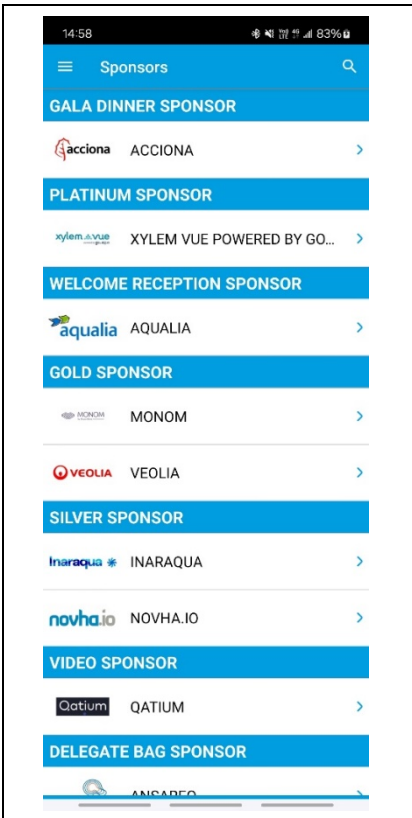 14:58 83%
Sponsors
GALA DINNER SPONSOR
acciona ACCIONA
PLATINUM SPONSOR
xylem vue XYLEM VUE POWERED BY GO...
WELCOME RECEPTION SPONSOR
aqualia AQUALIA
GOLD SPONSOR
MONOM MONOM
VEOLIA VEOLIA
SILVER SPONSOR
Inaraqua INARAQUA
novha.io NOVHA.IO
VIDEO SPONSOR
Qatium QATIUM
DELEGATE BAG SPONSOR